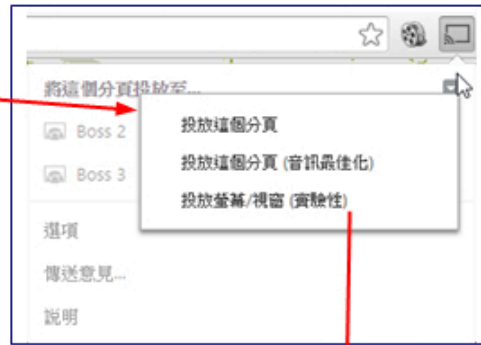 將這個分頁投放至...
Boss 2
Boss 3
投放這個分頁
投放這個分頁 (音訊最佳化)
投放螢幕/視窗 (實驗性)
選項
傳送意見...
說明